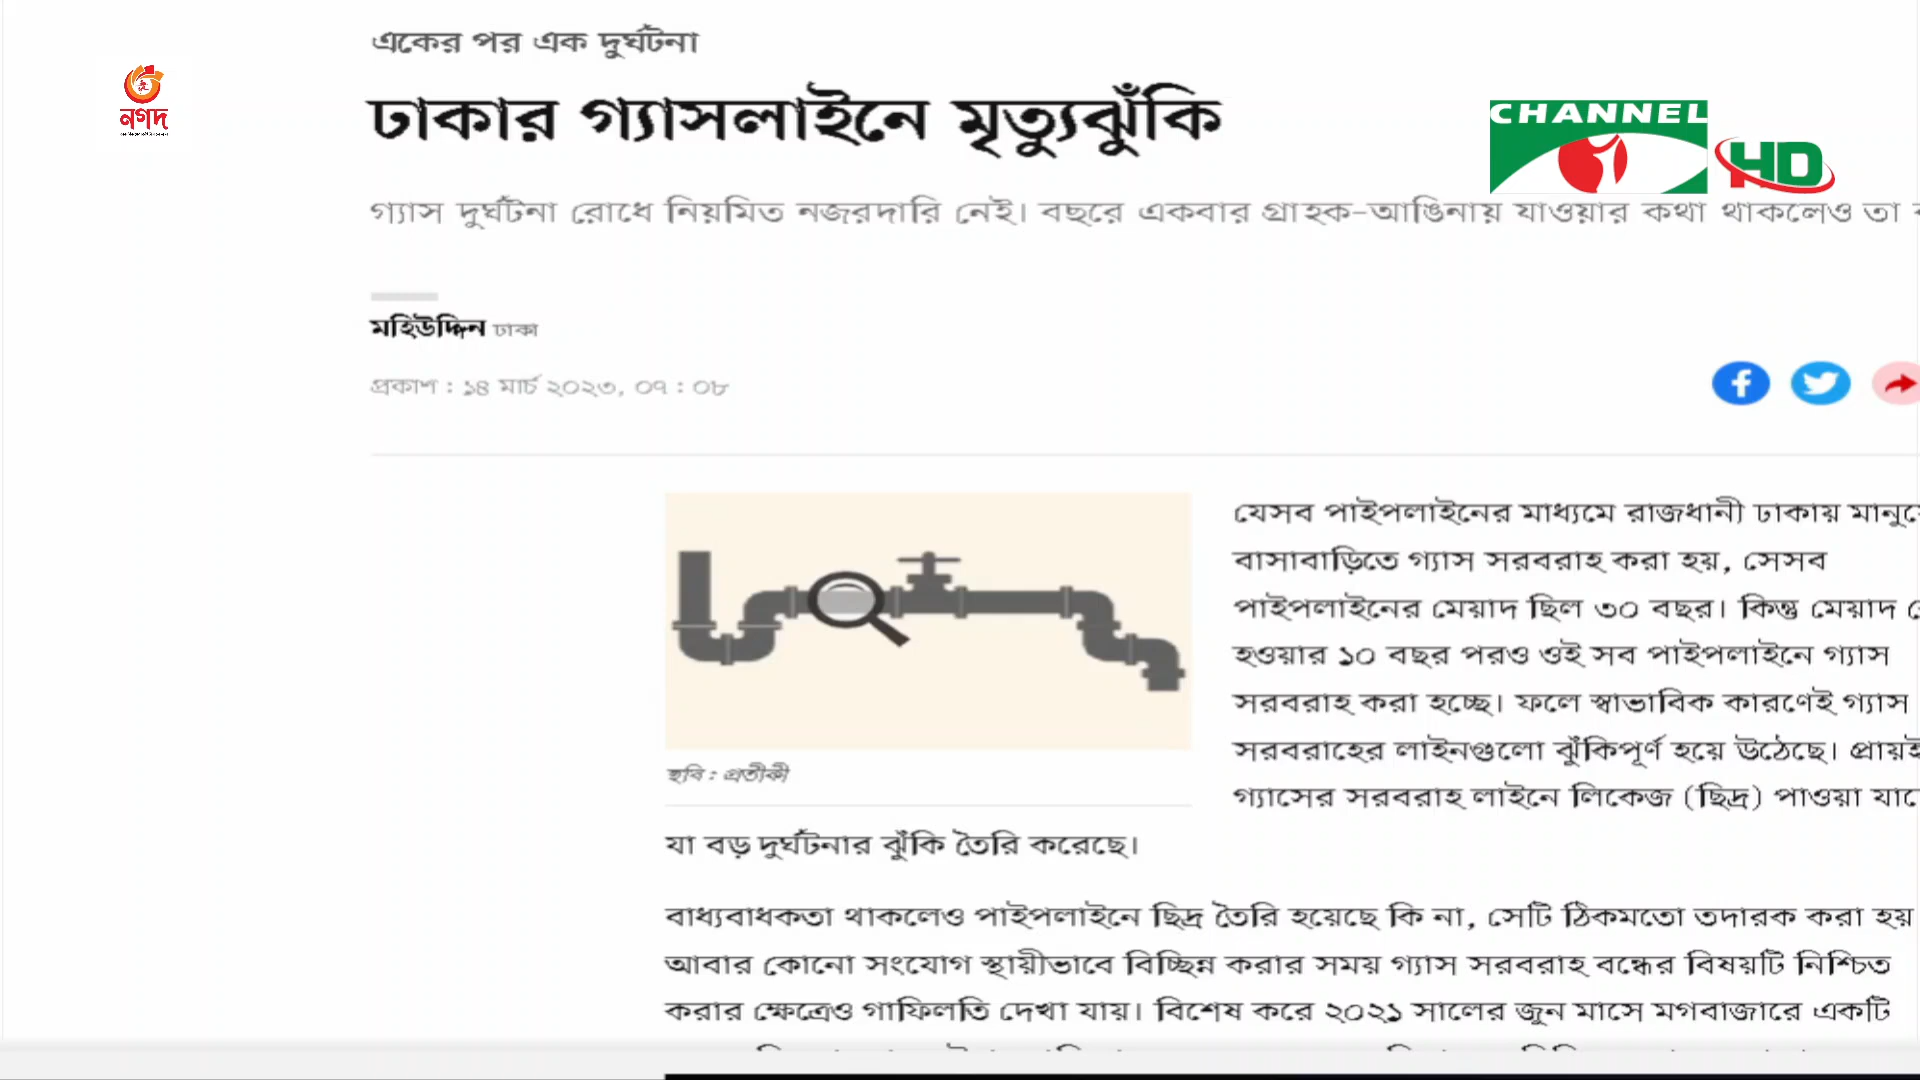 একের পর এক দুর্ঘটনা
ঢাকার গ্যাসলাইনে মৃত্যুঝুঁকি
নগদ
CHANNEL
HD
গ্যাস দুর্ঘটনা রোধে নিয়মিত নজরদারি নেই। বছরে একবার গ্রাহক-আঙিনায় যাওয়ার কথা থাকলেও তা
মহিউদ্দিন ঢাকা
প্রকাশ : ১৪ মার্চ ২০২৩, ০৭ : ০৮
যেসব পাইপলাইনের মাধ্যমে রাজধানী ঢাকায়
বাসাবাড়িতে গ্যাস সরবরাহ করা হয়, সেসব
পাইপলাইনের মেয়াদ ছিল ৩০ বছর। কিন্তু মেয়াদ
হওয়ার ১০ বছর পরও ওই সব পাইপলাইনে গ্যাস
সরবরাহ করা হচ্ছে। ফলে স্বাভাবিক কারণেই গ্যাস
সরবরাহের লাইনগুলো ঝুঁকিপূর্ণ হয়ে উঠেছে।
গ্যাসের সরবরাহ লাইনে লিকেজ (ছিদ্র) পাওয়া
ছবি : প্রতীকী
যা বড় দুর্ঘটনার ঝুঁকি তৈরি করেছে।
বাধ্যবাধকতা থাকলেও পাইপলাইনে ছিদ্র তৈরি হয়েছে কি না, সেটি ঠিকমতো তদারক করা হয়
আবার কোনো সংযোগ স্থায়ীভাবে বিচ্ছিন্ন করার সময় গ্যাস সরবরাহ বন্ধের বিষয়টি নিশ্চিত
করার ক্ষেত্রেও গাফিলতি দেখা যায়। বিশেষ করে ২০২১ সালের জুন মাসে মগবাজারে একটি